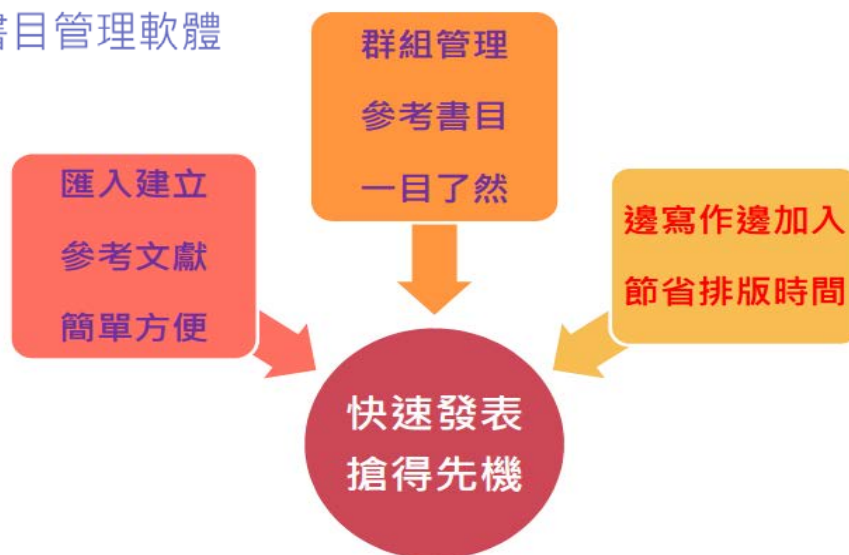 書目管理軟體
群組管理
參考書目
一目了然
匯入建立
參考文獻
簡單方便
邊寫作邊加入
節省排版時間
快速發表
搶得先機